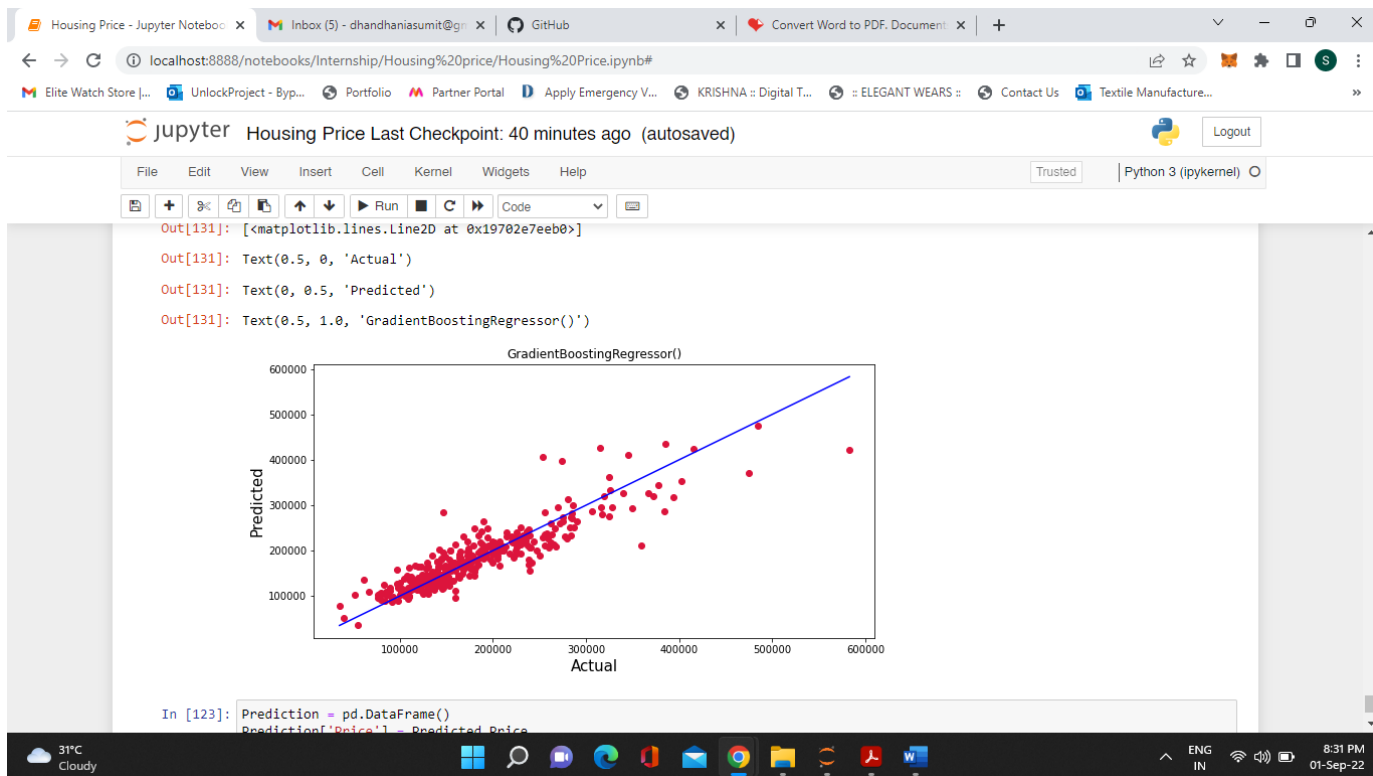 Housing Price - Jupyter Noteboo
Inbox (5) - dhandhaniasumit@gm
GitHub
Convert Word to PDF. Document
localhost:8888/notebooks/Internship/Housing%20price/Housing%20Price.ipynb#
S
Elite Watch Store |...
UnlockProject - Byp...
Portfolio
Partner Portal
Apply Emergency V...
KRISHNA :: Digital T...
:: ELEGANT WEARS ::
Contact Us
Textile Manufacture...
»
jupyter Housing Price Last Checkpoint: 40 minutes ago (autosaved)
Logout
File Edit View Insert Cell Kernel Widgets Help
Trusted
Python 3 (ipykernel)
Run
Code
Out[131]: [<matplotlib.lines.Line2D at 0x19702e7eeb0>]
Out[131]: Text(0.5, 0, 'Actual')
Out[131]: Text(0, 0.5, 'Predicted')
Out[131]: Text(0.5, 1.0, 'GradientBoostingRegressor()')
GradientBoostingRegressor()
600000
500000
400000
300000
200000
100000
Predicted
100000 200000 300000 400000 500000 600000
Actual
In [123]: Prediction = pd.DataFrame()
Prediction['Price'] = Predicted_Price
31°C
Cloudy
ENG
IN
8:31 PM
01-Sep-22